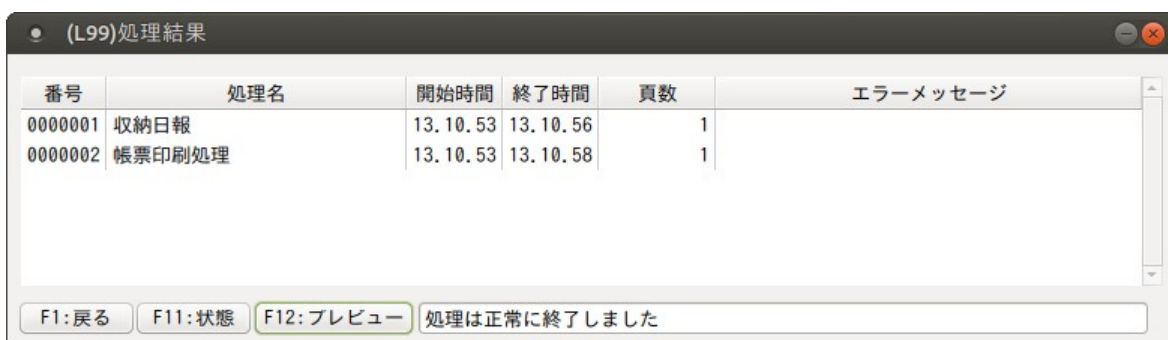 (L99)処理結果
番号 処理名 開始時間 終了時間 頁数 エラーメッセージ
0000001 収納日報 13.10.53 13.10.56 1
0000002 帳票印刷処理 13.10.53 13.10.58 1
F1:戻る F11:状態 F12:プレビュー 処理は正常に終了しました